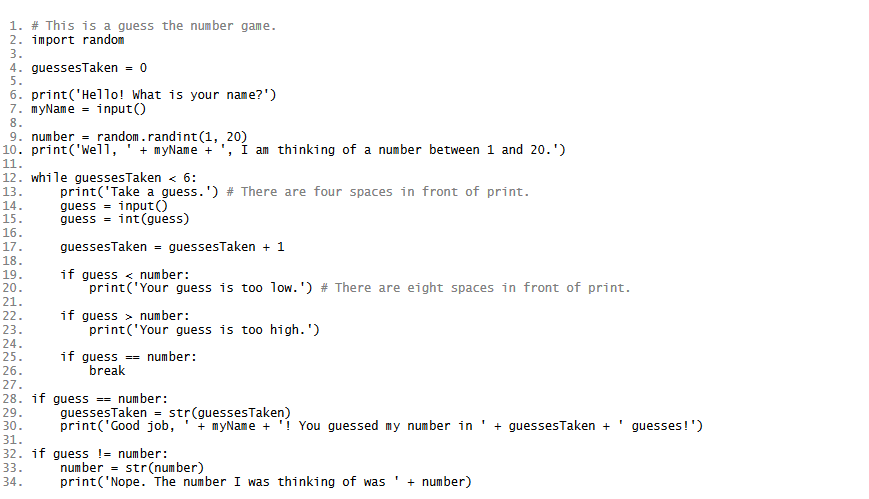 1. # This is a guess the number game.
2. import random
3.
4. guessesTaken = 0
5.
6. print('Hello! What is your name?')
7. myName = input()
8.
9. number = random.randint(1, 20)
10. print('Well, ' + myName + ', I am thinking of a number between 1 and 20.')
11.
12. while guessesTaken < 6:
13.     print('Take a guess.') # There are four spaces in front of print.
14.     guess = input()
15.     guess = int(guess)
16.
17.     guessesTaken = guessesTaken + 1
18.
19.     if guess < number:
20.         print('Your guess is too low.') # There are eight spaces in front of print.
21.
22.     if guess > number:
23.         print('Your guess is too high.')
24.
25.     if guess == number:
26.         break
27.
28. if guess == number:
29.     guessesTaken = str(guessesTaken)
30.     print('Good job, ' + myName + '! You guessed my number in ' + guessesTaken + ' guesses!')
31.
32. if guess != number:
33.     number = str(number)
34.     print('Nope. The number I was thinking of was ' + number)